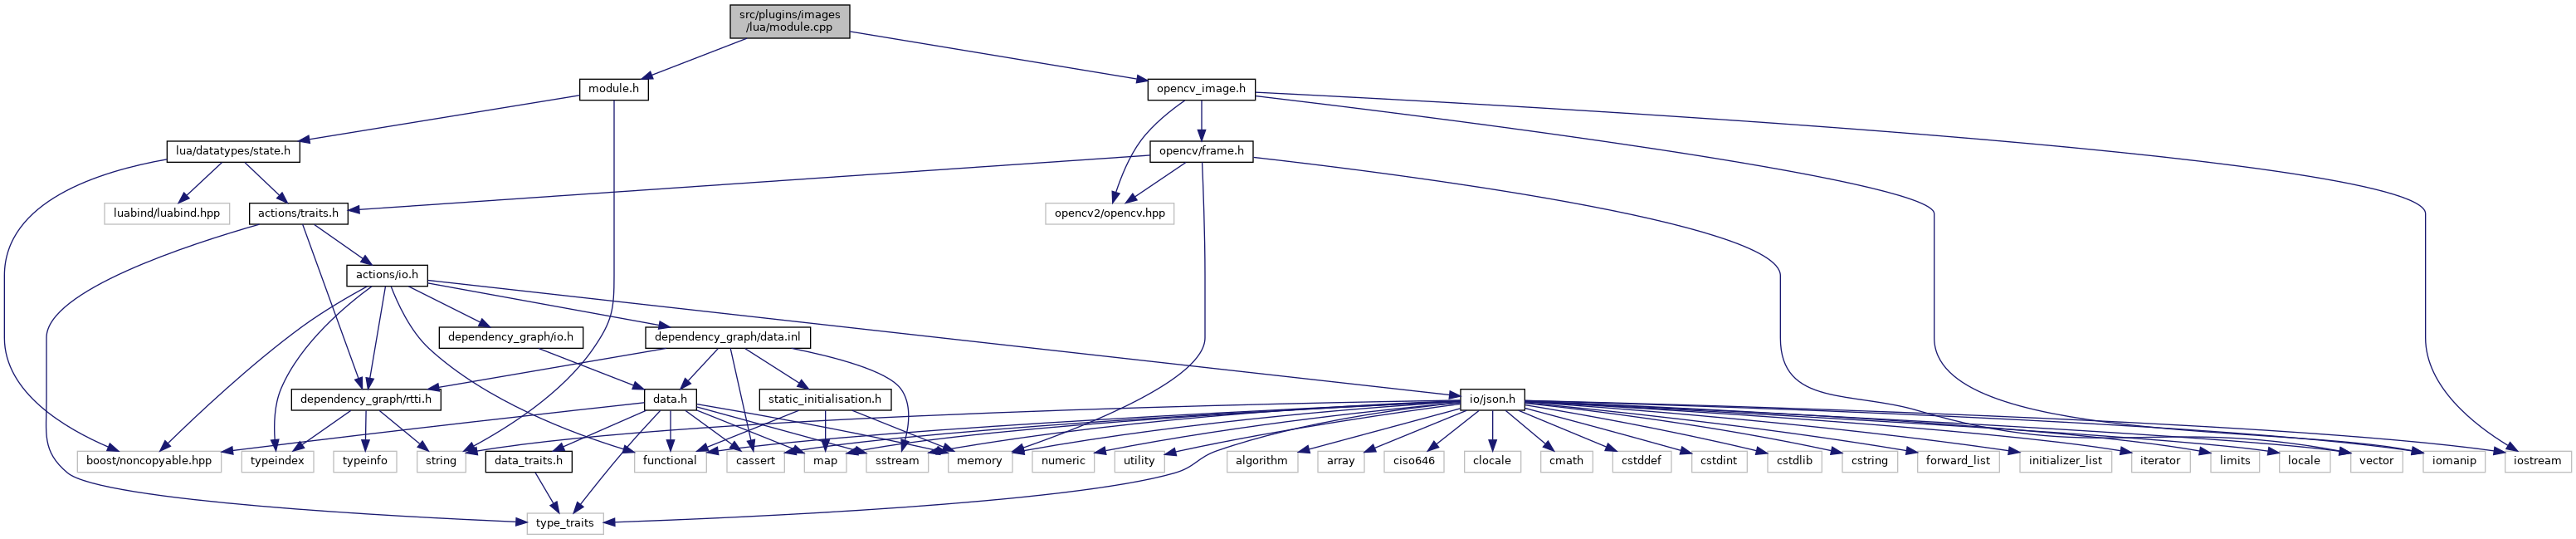 src/plugins/images
/lua/module.cpp
module.h
opencv_image.h
lua/datatypes/state.h
opencv/frame.h
luabind/luabind.hpp
actions/traits.h
opencv2/opencv.hpp
actions/io.h
dependency_graph/io.h
dependency_graph/data.inl
dependency_graph/rtti.h
data.h
static_initialisation.h
io/json.h
boost/noncopyable.hpp
typeindex
typeinfo
string
data_traits.h
functional
cassert
map
sstream
memory
numeric
utility
algorithm
array
ciso646
clocale
cmath
cstddef
cstdint
cstdlib
cstring
forward_list
initializer_list
iterator
limits
locale
vector
iomanip
iostream
type_traits